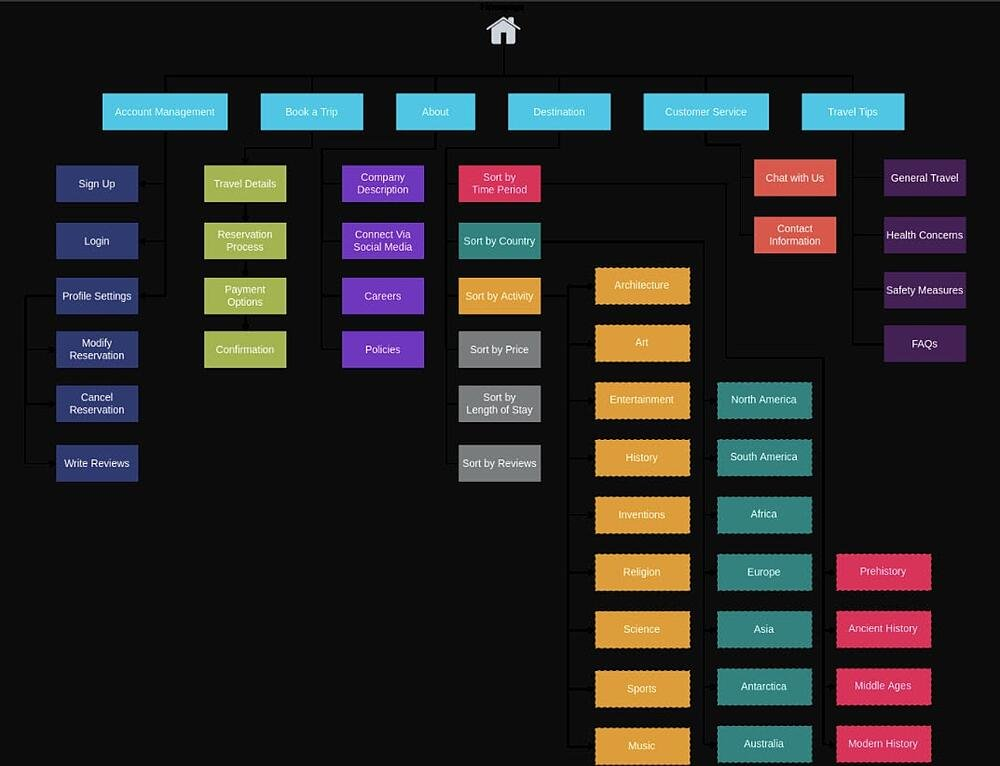 Homepage
Account Management
Book a Trip
About
Destination
Customer Service
Travel Tips
Sign Up
Login
Profile Settings
Modify
Reservation
Cancel
Reservation
Write Reviews
Travel Details
Reservation
Process
Payment
Options
Confirmation
Company
Description
Connect Via
Social Media
Careers
Policies
Sort by
Time Period
Sort by Country
Sort by Activity
Sort by Price
Sort by
Length of Stay
Sort by Reviews
Architecture
Art
Entertainment
History
Inventions
Religion
Science
Sports
Music
North America
South America
Africa
Europe
Asia
Antarctica
Australia
Prehistory
Ancient History
Middle Ages
Modern History
Chat with Us
Contact
Information
General Travel
Health Concerns
Safety Measures
FAQs